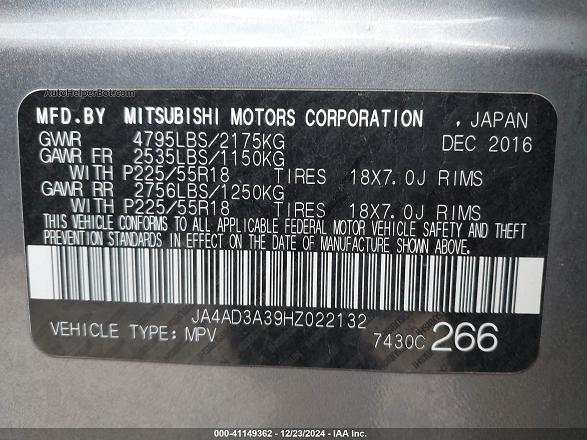 AutoHelperBot.com
MFD.BY MITSUBISHI MOTORS CORPORATION , JAPAN
GVWR 4795LBS/2175KG DEC 2016
GAWR FR 2535LBS/1150KG
WITH P225/55R18 TIRES 18X7.0J RIMS
GAWR RR 2756LBS/1250KG
WITH P225/55R18 TIRES 18X7.0J RIMS
THIS VEHICLE CONFORMS TO ALL APPLICABLE FEDERAL MOTOR VEHICLE SAFETY AND THEFT
PREVENTION STANDARDS IN EFFECT ON THE DATE OF MANUFACTURE SHOWN ABOVE.
JA4AD3A39HZ022132
VEHICLE TYPE: MPV 7430C 266
000-41149362 - 12/23/2024 - IAA Inc.